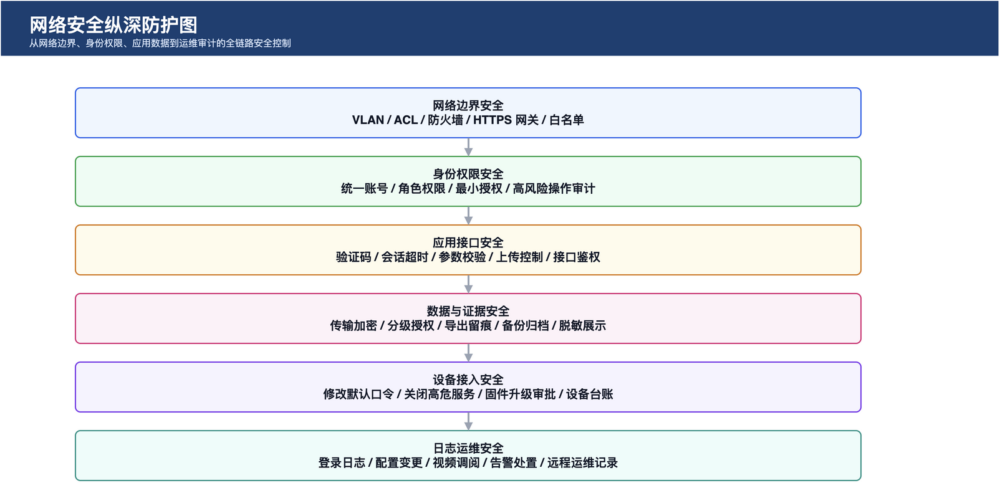 网络安全纵深防护图
从网络边界、身份权限、应用数据到运维审计的全链路安全控制
网络边界安全
VLAN / ACL / 防火墙 / HTTPS 网关 / 白名单
身份权限安全
统一账号 / 角色权限 / 最小授权 / 高风险操作审计
应用接口安全
验证码 / 会话超时 / 参数校验 / 上传控制 / 接口鉴权
数据与证据安全
传输加密 / 分级授权 / 导出留痕 / 备份归档 / 脱敏展示
设备接入安全
修改默认口令 / 关闭高危服务 / 固件升级审批 / 设备台账
日志运维安全
登录日志 / 配置变更 / 视频调阅 / 告警处置 / 远程运维记录